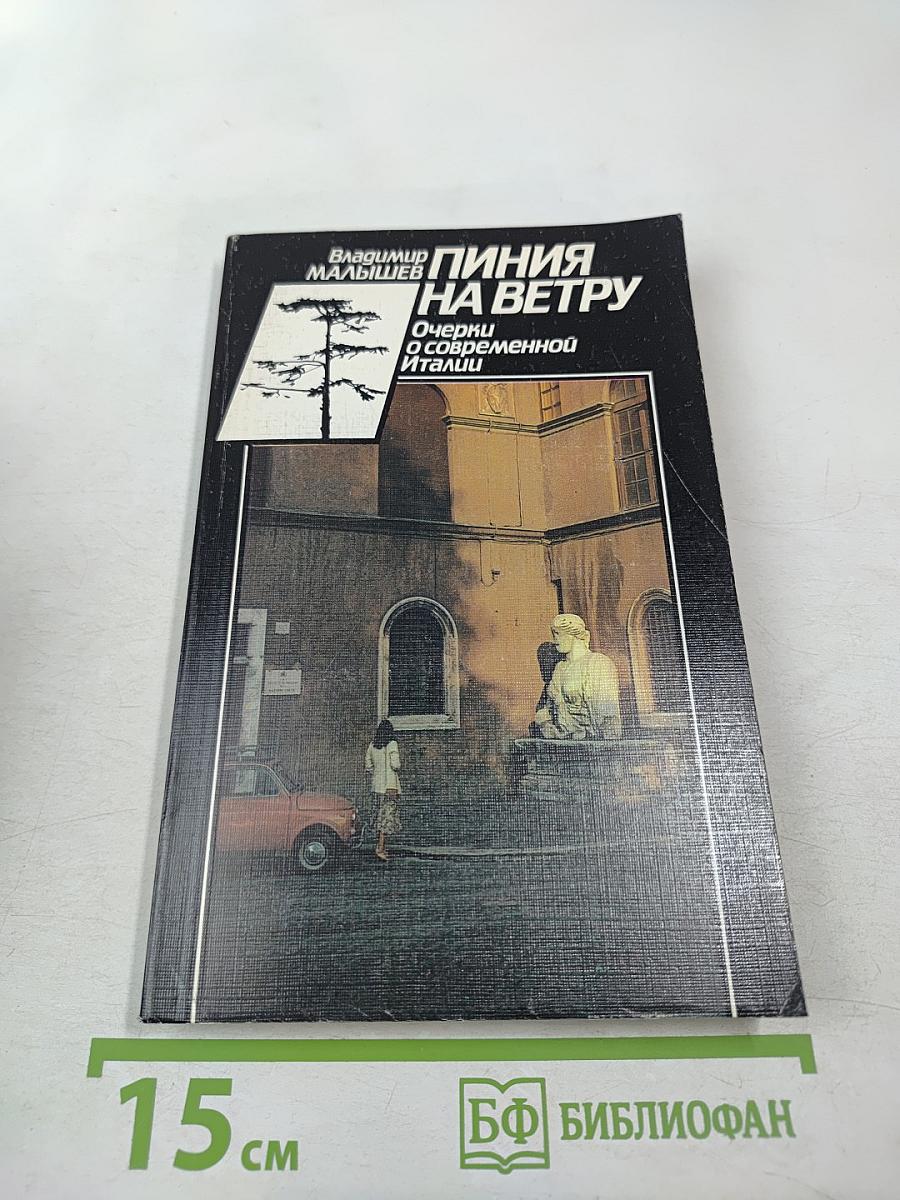 Владимир
МАЛЫШЕВ
ПИНИЯ
НА ВЕТРУ
Очерки
о современной
Италии
15 см
БФ БИБЛИОФАН